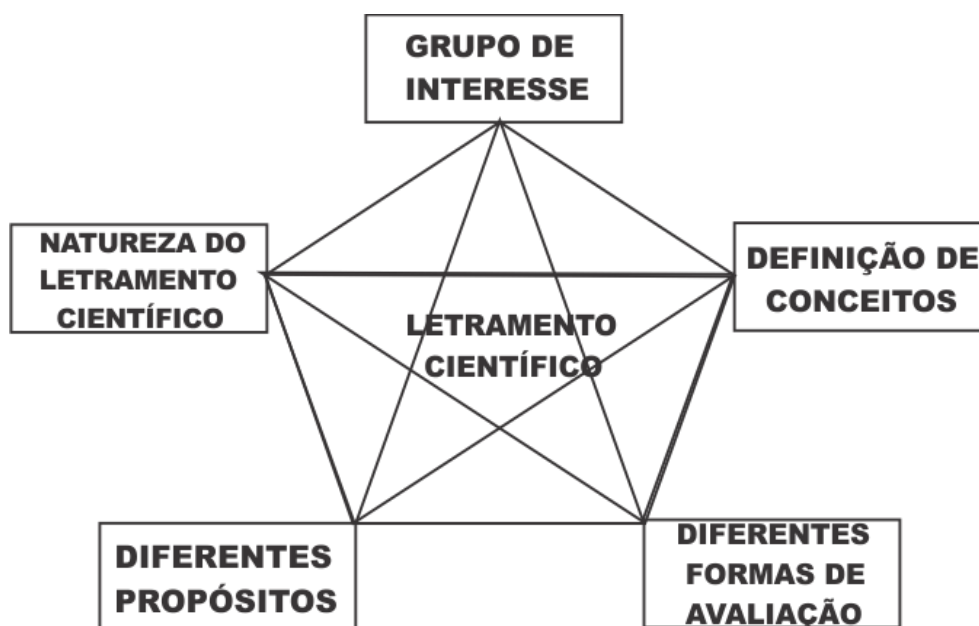 GRUPO DE
INTERESSE
NATUREZA DO
LETRAMENTO
CIENTÍFICO
DEFINIÇÃO DE
CONCEITOS
LETRAMENTO
CIENTÍFICO
DIFERENTES
PROPÓSITOS
DIFERENTES
FORMAS DE
AVALIAÇÃO